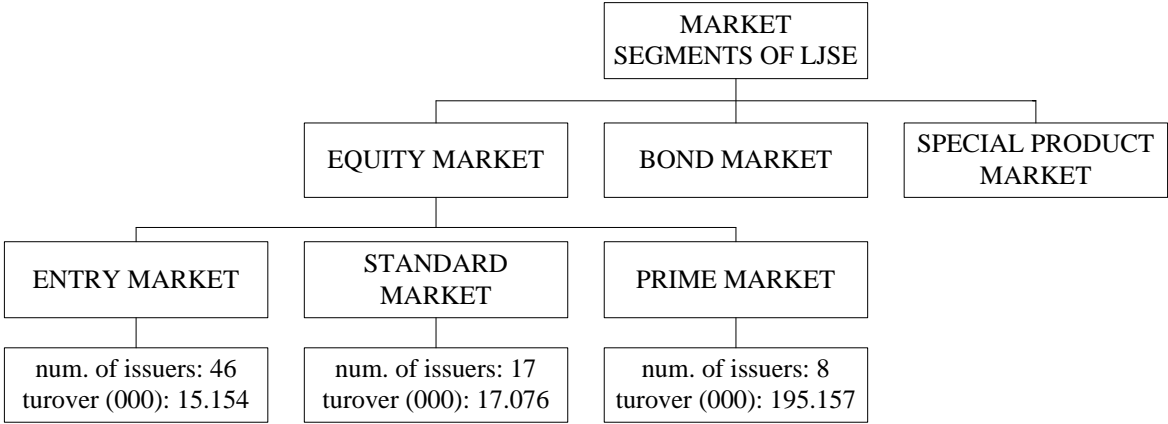 MARKET
SEGMENTS OF LJSE
EQUITY MARKET
BOND MARKET
SPECIAL PRODUCT
MARKET
ENTRY MARKET
STANDARD
MARKET
PRIME MARKET
num. of issuers: 46
turover (000): 15.154
num. of issuers: 17
turover (000): 17.076
num. of issuers: 8
turover (000): 195.157